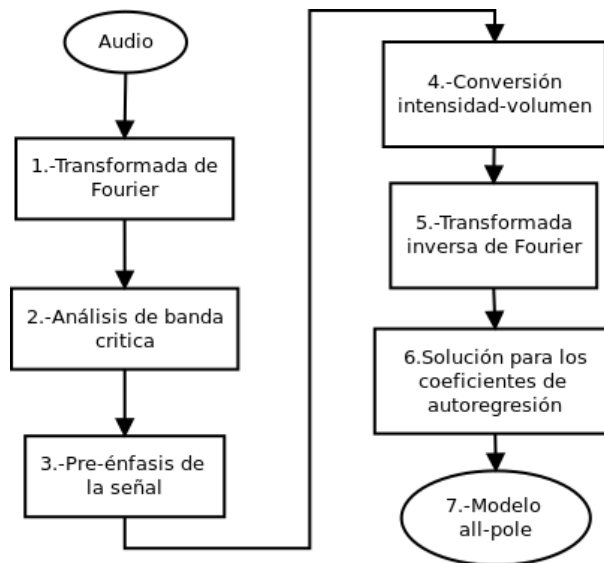 Audio
1.-Transformada de
Fourier
2.-Análisis de banda
critica
3.-Pre-énfasis de
la señal
4.-Conversión
intensidad-volumen
5.-Transformada
inversa de Fourier
6.Solución para los
coeficientes de
autoregresión
7.-Modelo
all-pole